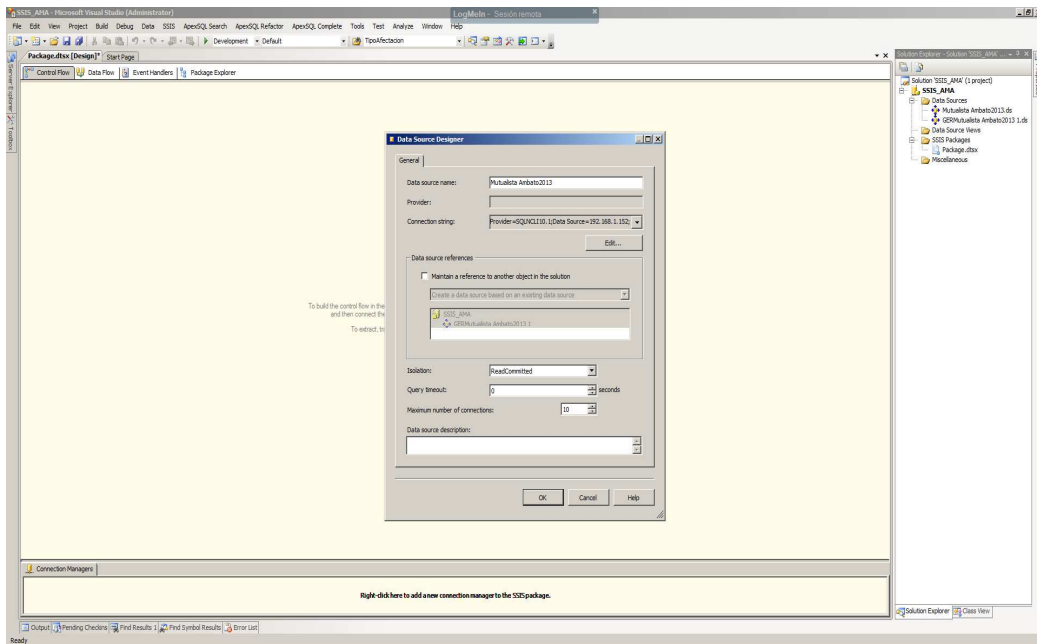 SSIS_AMA - Microsoft Visual Studio (Administrator)
LogMeIn - Sesión remota
File Edit View Project Build Debug Data SSIS ApexSQL Search ApexSQL Refactor ApexSQL Complete Tools Test Analyze Window Help
Development Default TipoAfectacion
Package.dtsx [Design]* Start Page
Control Flow Data Flow Event Handlers Package Explorer
Server Explorer
Toolbox
To build the control flow in the
and then connect the
To extract, tr
Data Source Designer
General
Data source name: Mutualista Ambato2013
Provider:
Connection string: Provider=SQLNCLI10.1;Data Source=192.168.1.152;
Edit...
Data source references
Maintain a reference to another object in the solution
Create a data source based on an existing data source
SSIS_AMA
GERMutualista Ambato2013 1
Isolation: ReadCommitted
Query timeout: 0 seconds
Maximum number of connections: 10
Data source description:
OK Cancel Help
Solution Explorer - Solution 'SSIS_AMA' ...
Solution 'SSIS_AMA' (1 project)
SSIS_AMA
Data Sources
Mutualista Ambato2013.ds
GERMutualista Ambato2013 1.ds
Data Source Views
SSIS Packages
Package.dtsx
Miscellaneous
Connection Managers
Right-click here to add a new connection manager to the SSIS package.
Solution Explorer Class View
Output Pending Checkins Find Results 1 Find Symbol Results Error List
Ready